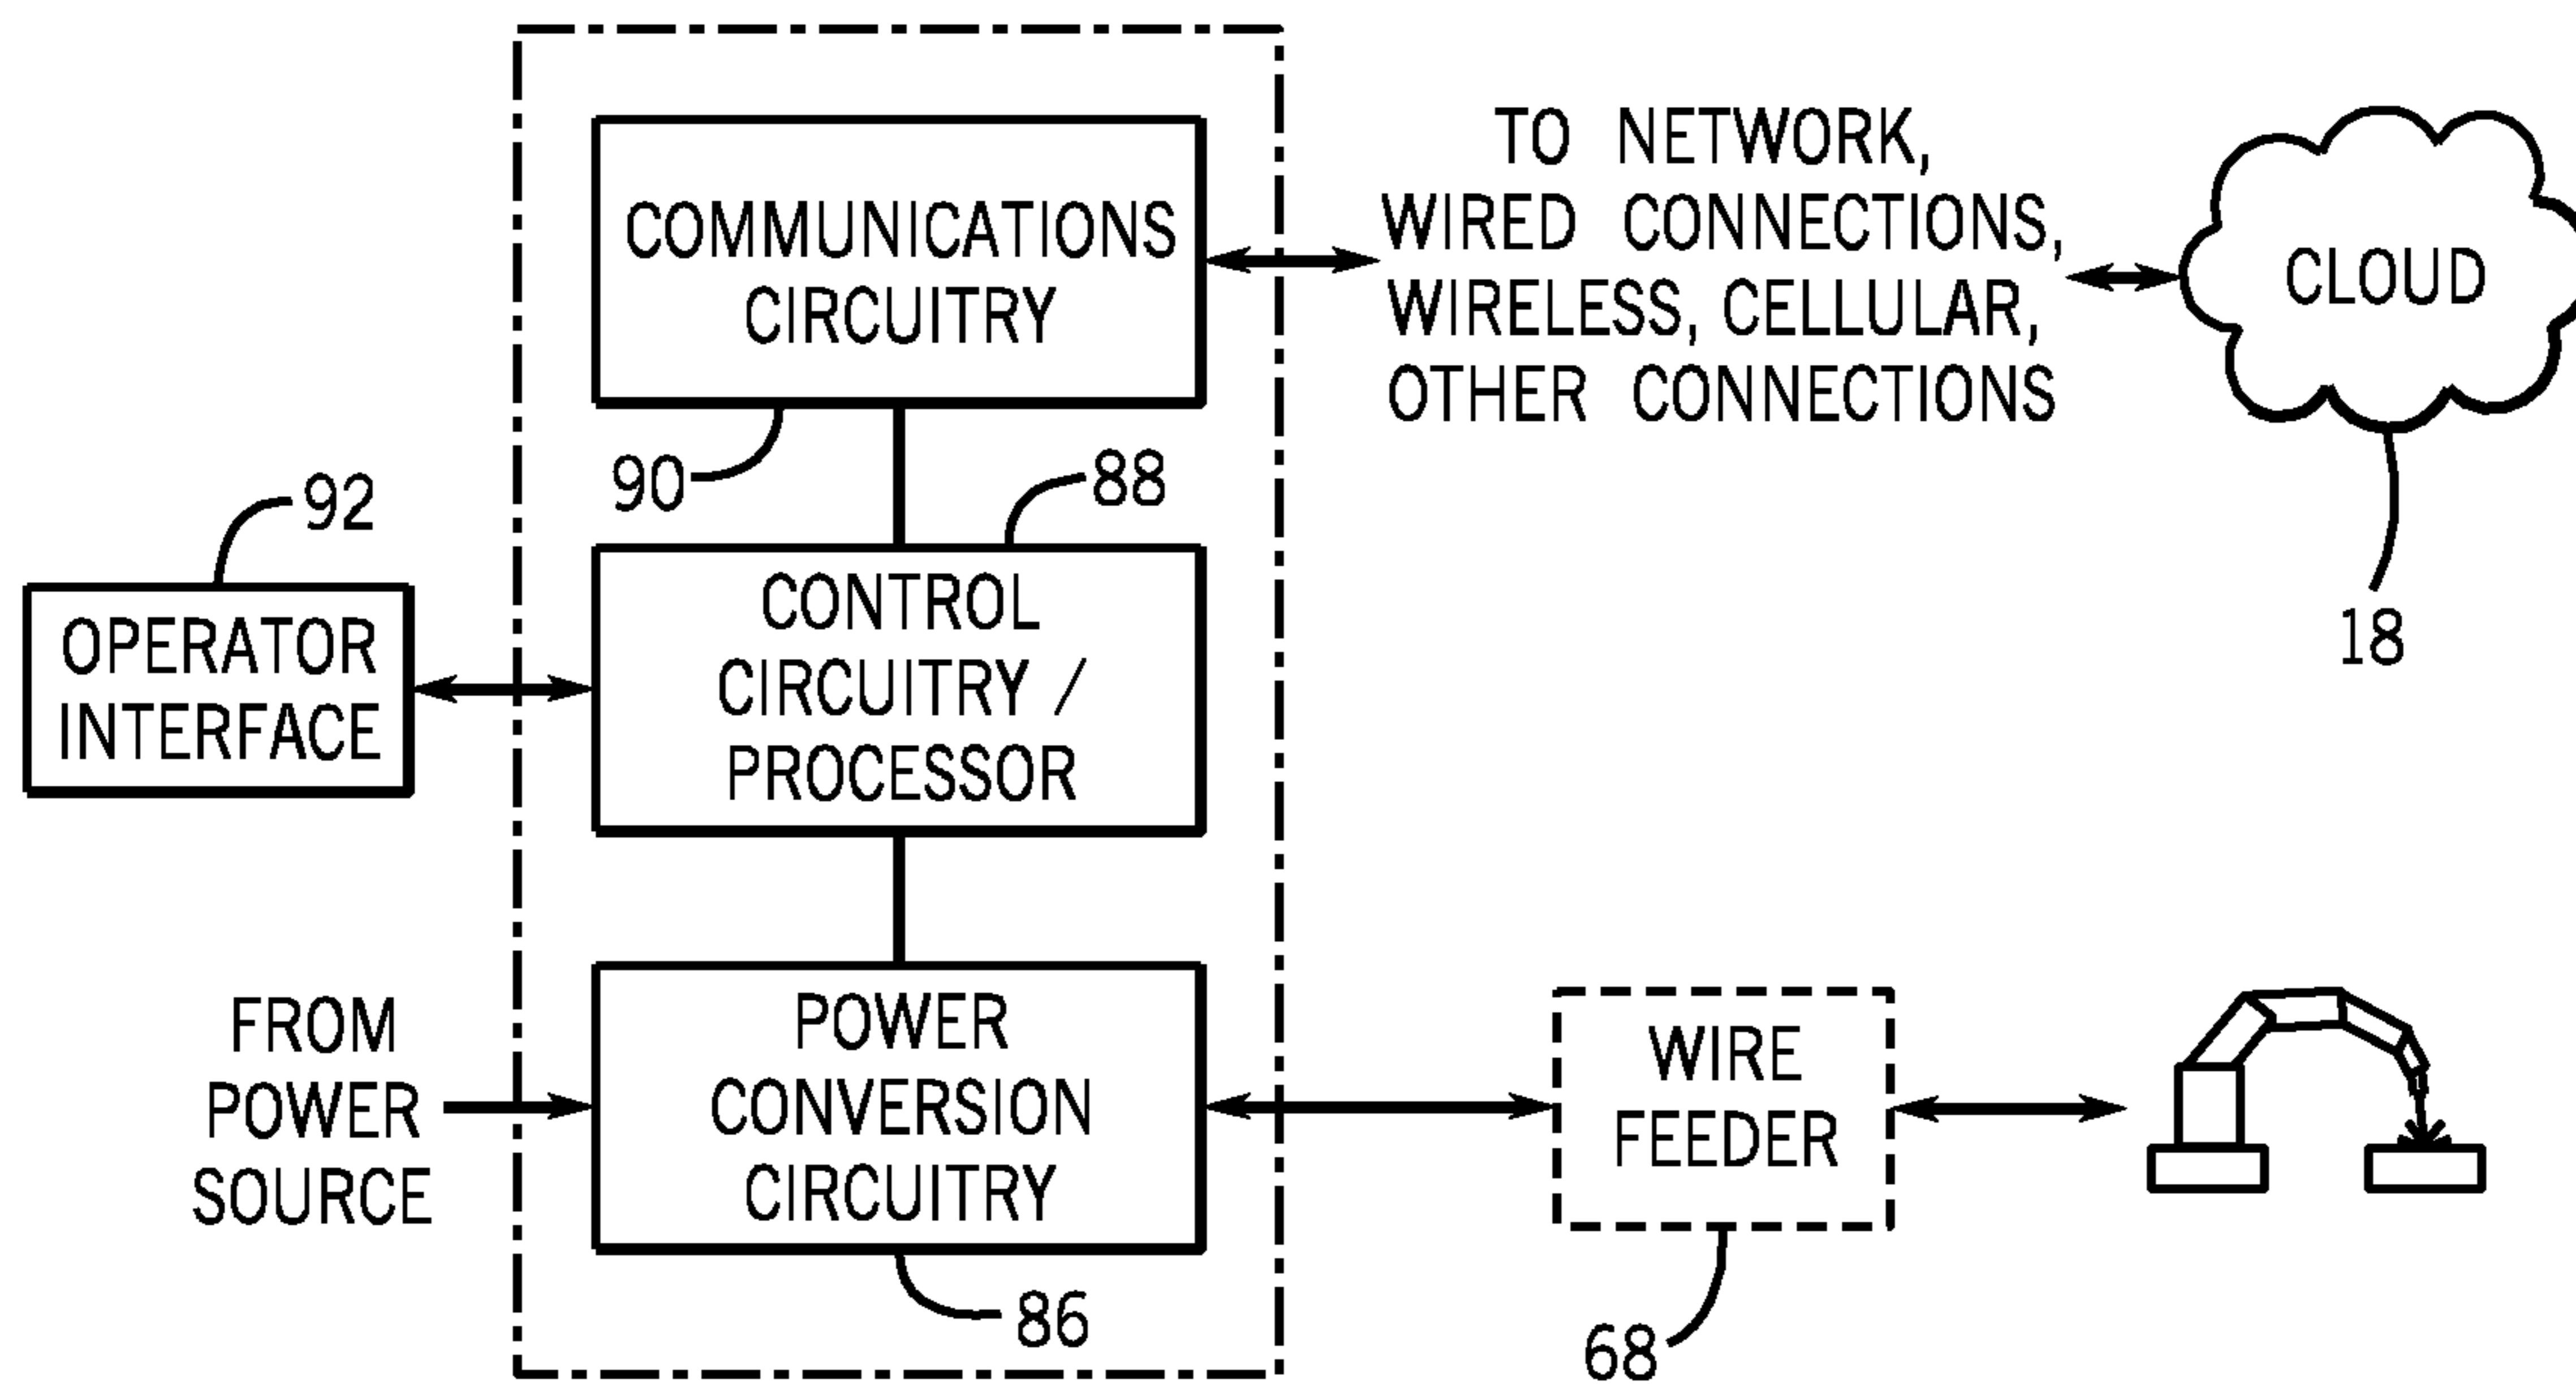 COMMUNICATIONS
CIRCUITRY
TO NETWORK,
WIRED CONNECTIONS,
WIRELESS, CELLULAR,
OTHER CONNECTIONS
CLOUD
90
88
92
18
OPERATOR
INTERFACE
CONTROL
CIRCUITRY /
PROCESSOR
FROM
POWER
SOURCE
POWER
CONVERSION
CIRCUITRY
WIRE
FEEDER
86
68